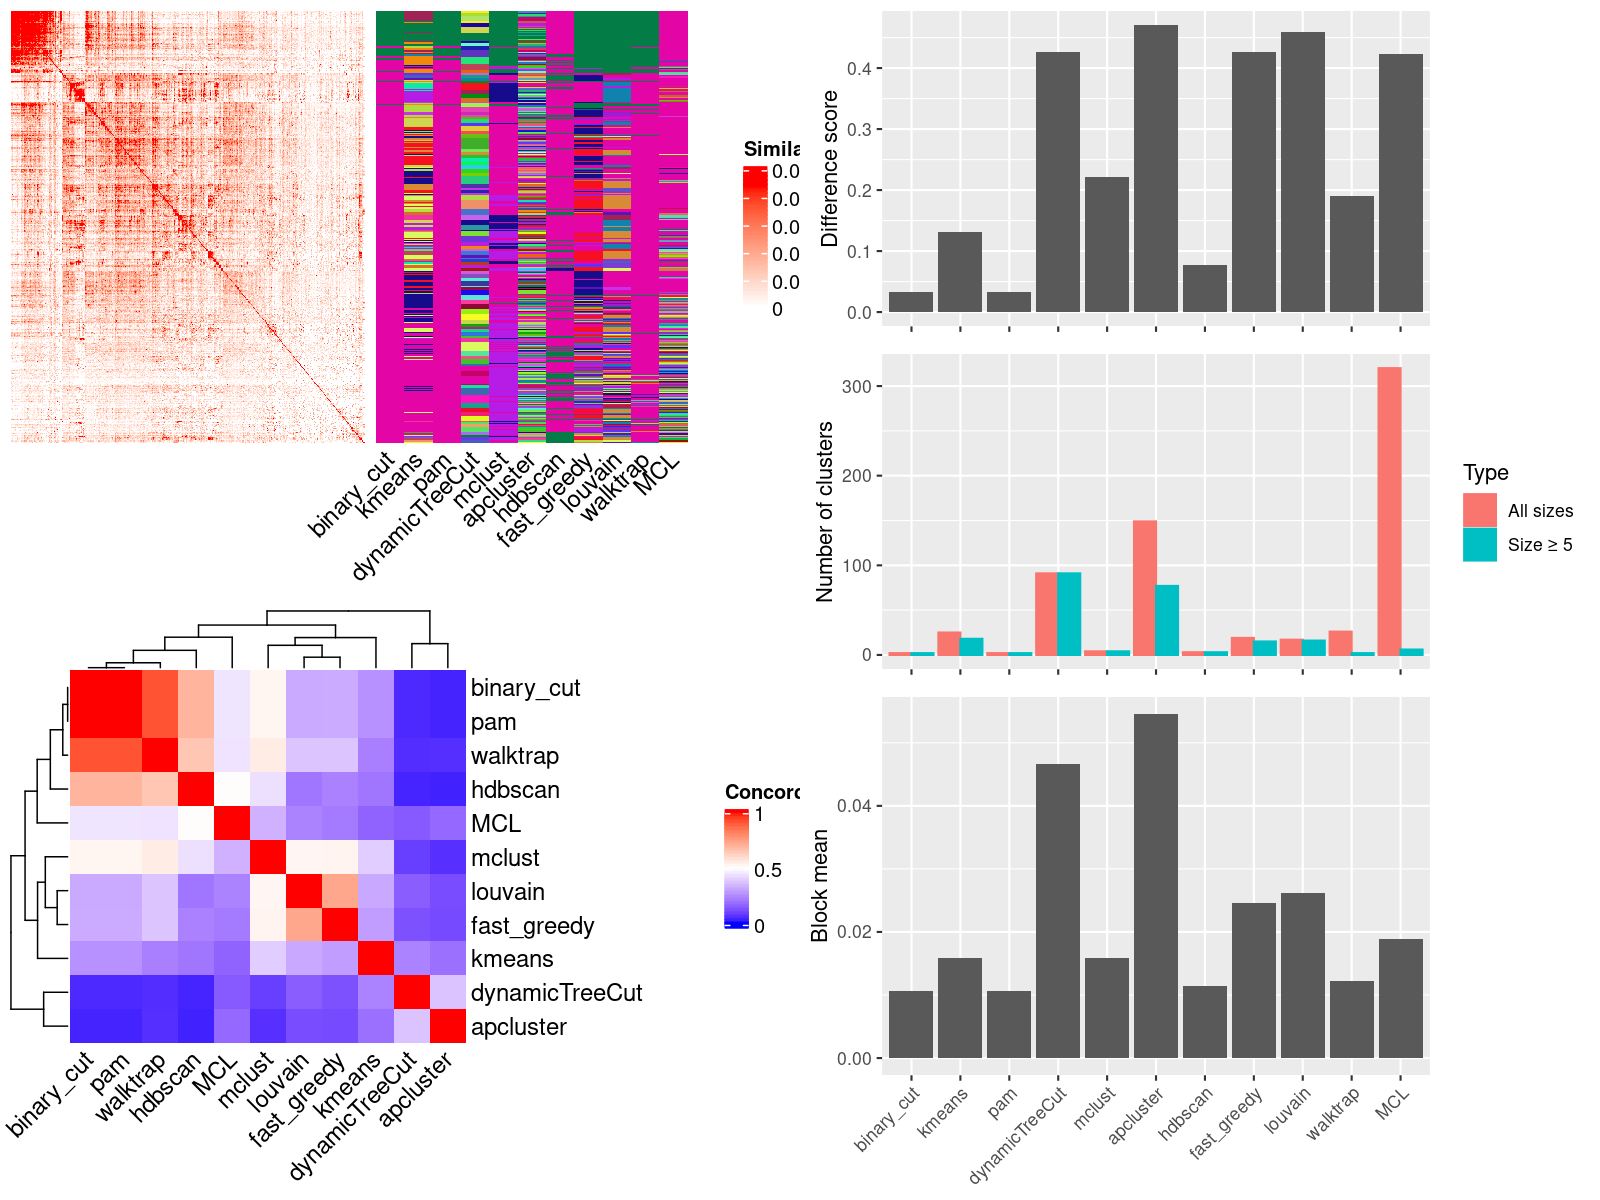 Simila
0.0
0.0
0.0
0.0
0.0
0
binary_cut
kmeans
pam
dynamicTreeCut
mclust
apcluster
hdbscan
fast_greedy
louvain
walktrap
MCL
binary_cut
pam
walktrap
hdbscan
MCL
mclust
louvain
fast_greedy
kmeans
dynamicTreeCut
apcluster
binary_cut
pam
walktrap
hdbscan
MCL
mclust
louvain
fast_greedy
kmeans
dynamicTreeCut
apcluster
Concord
1
0.5
0
Difference score
0.4
0.3
0.2
0.1
0.0
Number of clusters
300
200
100
0
Type
All sizes
Size ≥ 5
Block mean
0.04
0.02
0.00
binary_cut
kmeans
pam
dynamicTreeCut
mclust
apcluster
hdbscan
fast_greedy
louvain
walktrap
MCL